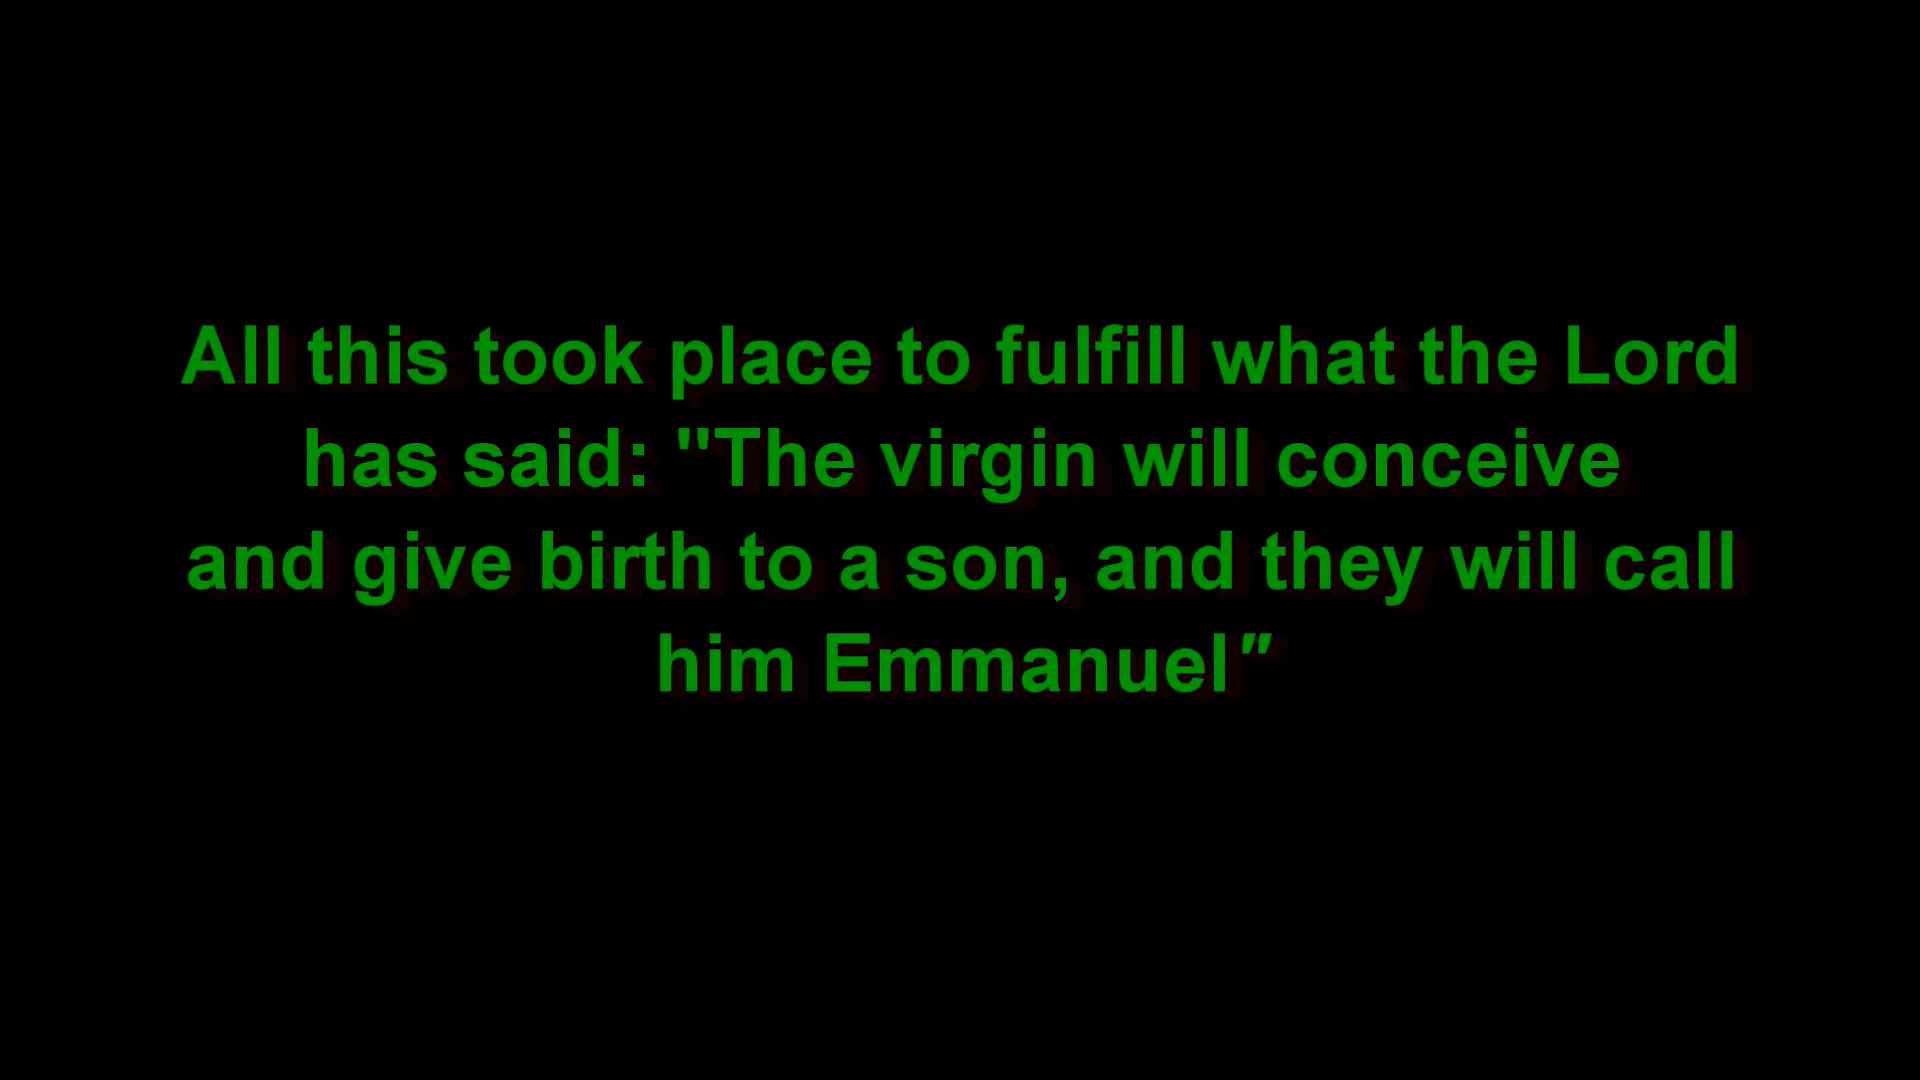 All this took place to fulfill what the Lord
has said: "The virgin will conceive
and give birth to a son, and they will call
him Emmanuel"